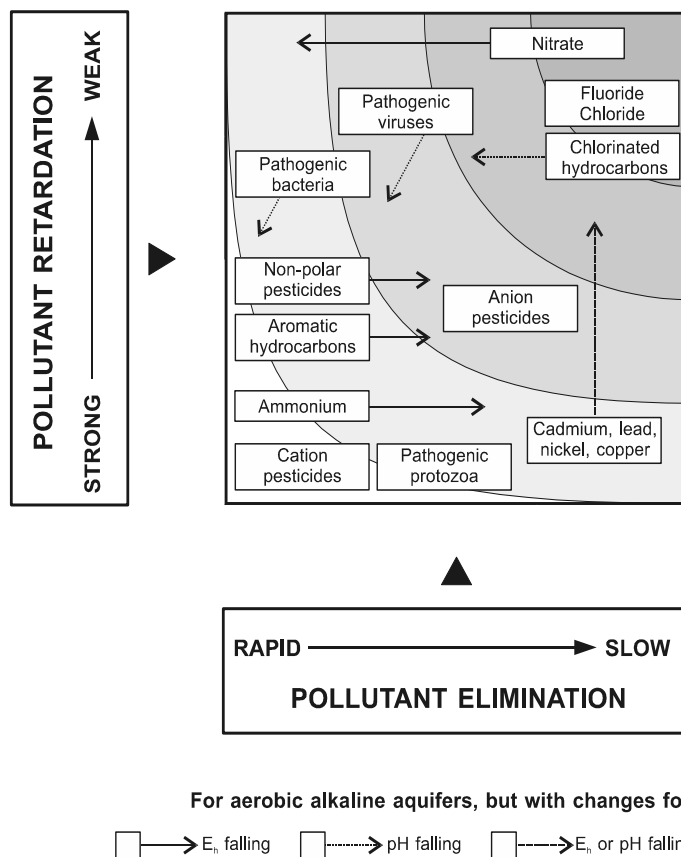 POLLUTANT RETARDATION
STRONG
WEAK
Nitrate
Fluoride
Chloride
Pathogenic
viruses
Chlorinated
hydrocarbons
Pathogenic
bacteria
Non-polar
pesticides
Anion
pesticides
Aromatic
hydrocarbons
Ammonium
Cadmium, lead,
nickel, copper
Cation
pesticides
Pathogenic
protozoa
RAPID
SLOW
POLLUTANT ELIMINATION
For aerobic alkaline aquifers, but with changes fo
Eh falling
pH falling
Eh or pH fallin